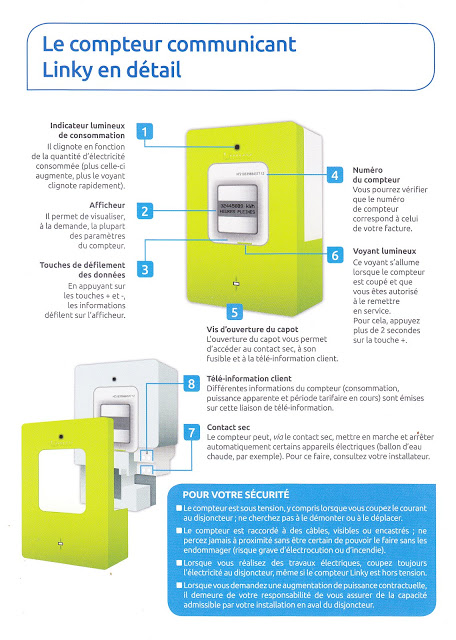 Le compteur communicant
Linky en détail
Indicateur lumineux
de consommation
Il clignote en fonction
de la quantité d'électricité
consommée (plus celle-ci
augmente, plus le voyant
clignote rapidement).
1
Afficheur
Il permet de visualiser,
à la demande, la plupart
des paramètres
du compteur.
2
Touches de défilement
des données
En appuyant sur
les touches + et -,
les informations
défilent sur l'afficheur.
3
HEURES PLEINES
4
Numéro
du compteur
Vous pourrez vérifier
que le numéro
de compteur
correspond à celui
de votre facture.
6
Voyant lumineux
Ce voyant s'allume
lorsque le compteur
est coupé et que
vous êtes autorisé
à le remettre
en service.
Pour cela, appuyez
plus de 2 secondes
sur la touche +.
5
Vis d'ouverture du capot
L'ouverture du capot vous permet
d'accéder au contact sec, à son
fusible et à la télé-information client.
8
Télé-information client
Différentes informations du compteur (consommation,
puissance apparente et période tarifaire en cours) sont émises
sur cette liaison de télé-information.
7
Contact sec
Le compteur peut, via le contact sec, mettre en marche et arrêter
automatiquement certains appareils électriques (ballon d'eau
chaude, par exemple). Pour ce faire, consultez votre installateur.
POUR VOTRE SÉCURITÉ
■ Le compteur est sous tension, y compris lorsque vous coupez le courant
au disjoncteur ; ne cherchez pas à le démonter ou à le déplacer.
■ Le compteur est raccordé à des câbles, visibles ou encastrés ; ne
percez jamais à proximité sans être certain de pouvoir le faire sans les
endommager (risque grave d'électrocution ou d'incendie).
■ Lorsque vous réalisez des travaux électriques, coupez toujours
l'électricité au disjoncteur, même si le compteur Linky est hors tension.
■ Lorsque vous demandez une augmentation de puissance contractuelle,
il demeure de votre responsabilité de vous assurer de la capacité
admissible par votre installation en aval du disjoncteur.